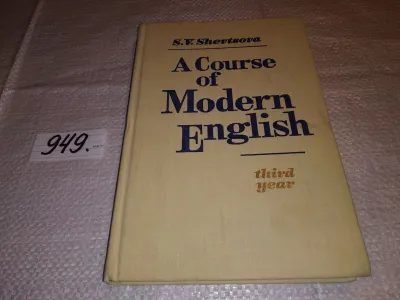 S.V. Shevtsova
A Course
of
Modern
English
third
year
949.-